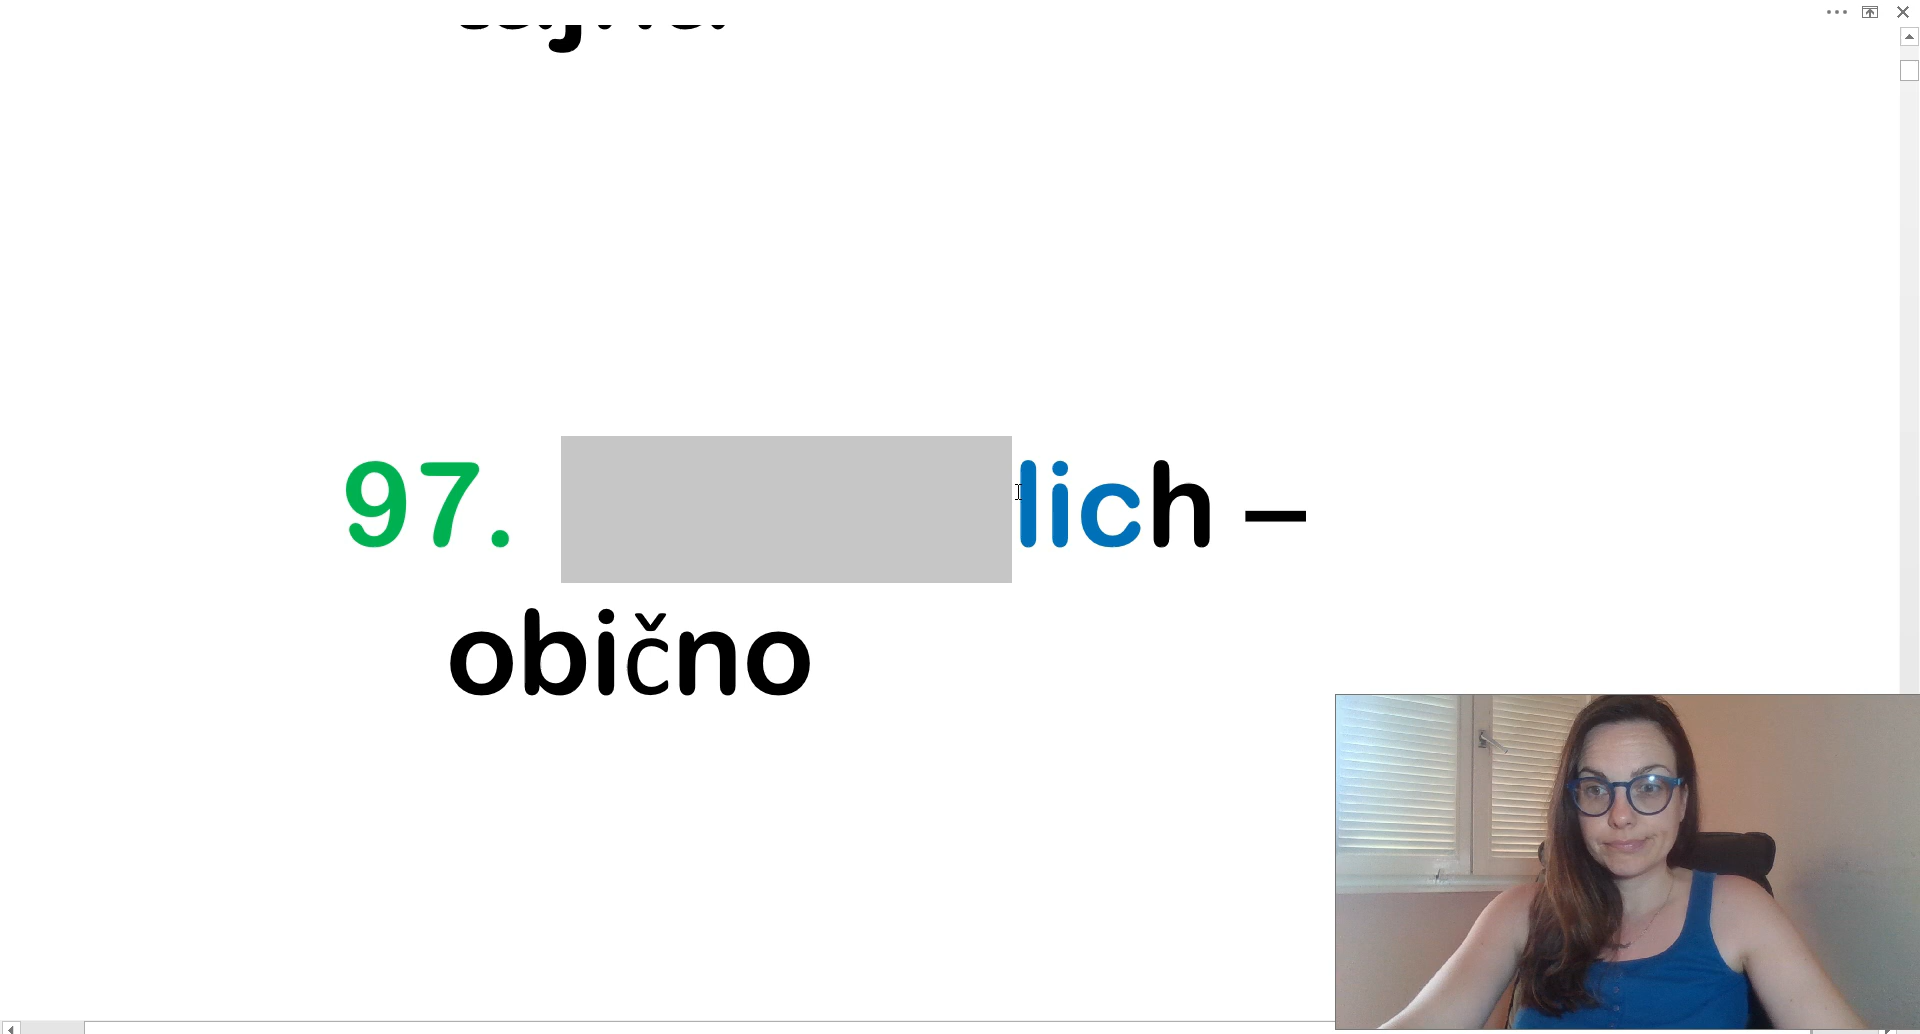 97. lich –
obično